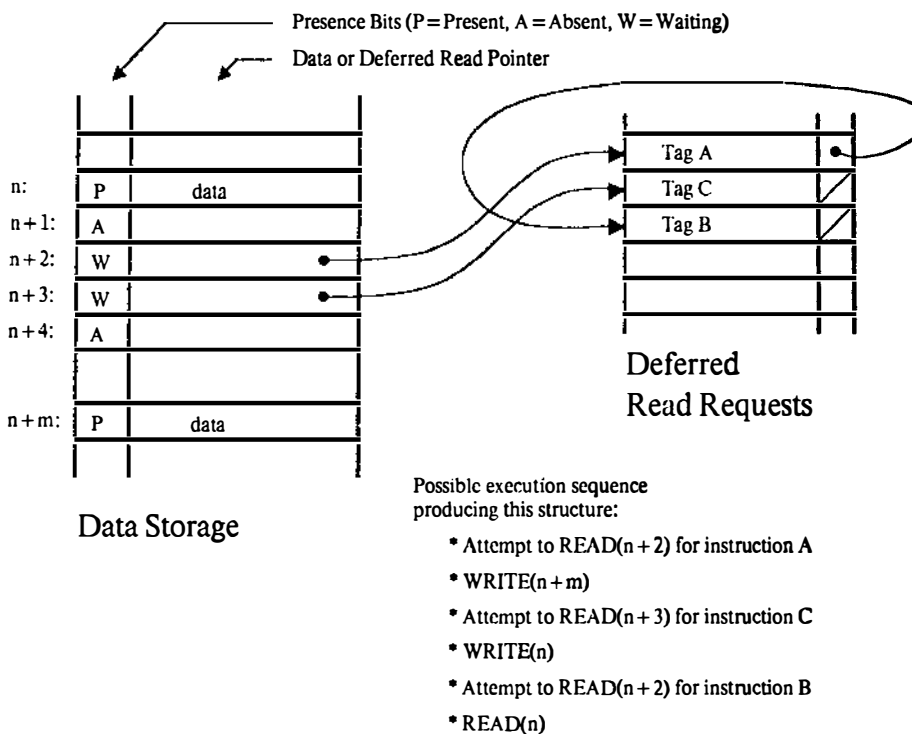 Presence Bits (P = Present, A = Absent, W = Waiting)
Data or Deferred Read Pointer
n: P data
n + 1: A
n + 2: W
n + 3: W
n + 4: A
n + m: P data
Data Storage
Tag A
Tag C
Tag B
Deferred
Read Requests
Possible execution sequence
producing this structure:
* Attempt to READ(n + 2) for instruction A
* WRITE(n + m)
* Attempt to READ(n + 3) for instruction C
* WRITE(n)
* Attempt to READ(n + 2) for instruction B
* READ(n)